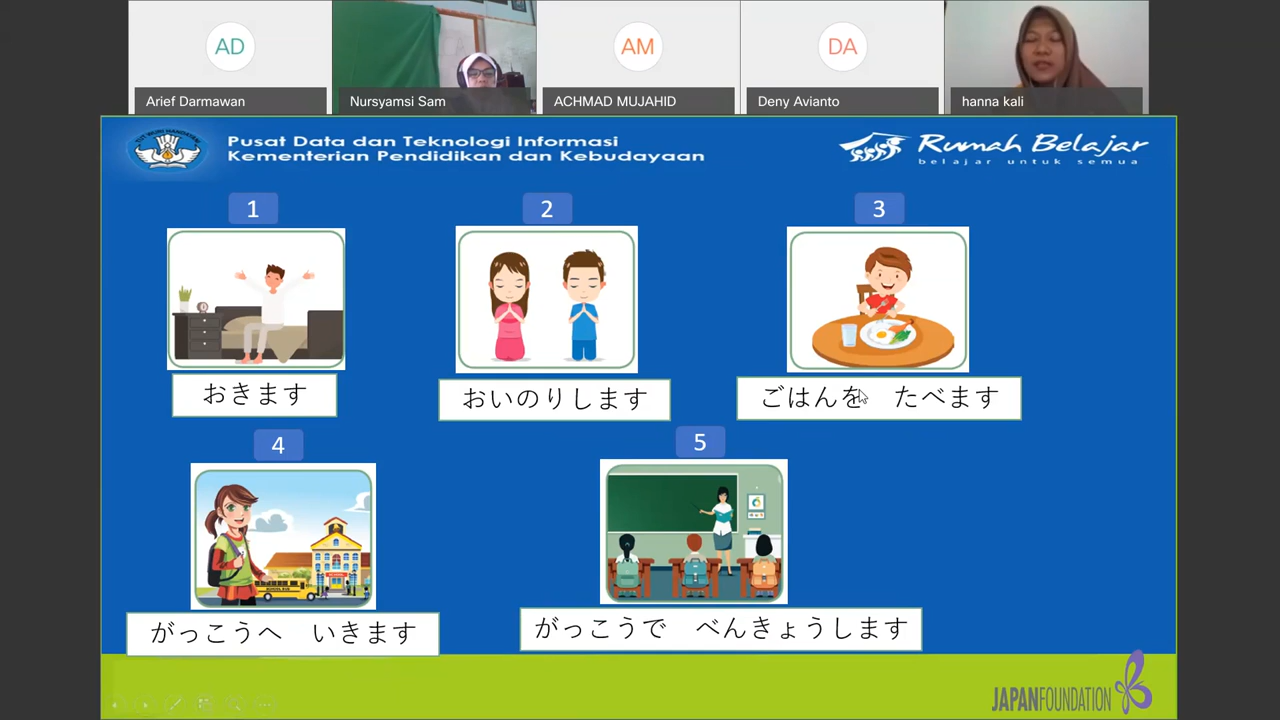 AD
AM
DA
Arief Darmawan
Nursyamsi Sam
ACHMAD MUJAHID
Deny Avianto
hanna kali
Pusat Data dan Teknologi Informasi
Kementerian Pendidikan dan Kebudayaan
Rumah Belajar
belajar untuk semua
1
2
3
おきます
おいのりします
ごはんを たべます
4
5
がっこうへ いきます
がっこうで べんきょうします
JAPANFOUNDATION